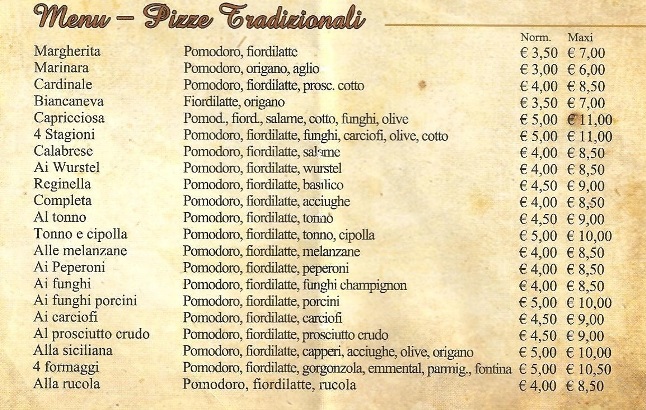 Menu – Pizze Tradizionali
Norm. Maxi
Margherita Pomodoro, fiordilatte € 3,50 € 7,00
Marinara Pomodoro, origano, aglio € 3,00 € 6,00
Cardinale Pomodoro, fiordilatte, prosc. cotto € 4,00 € 8,50
Biancaneva Fiordilatte, origano € 3,50 € 7,00
Capricciosa Pomod., fiord., salame, cotto, funghi, olive € 5,00 € 11,00
4 Stagioni Pomodoro, fiordilatte, funghi, carciofi, olive, cotto € 5,00 € 11,00
Calabrese Pomodoro, fiordilatte, salame € 4,00 € 8,50
Ai Wurstel Pomodoro, fiordilatte, wurstel € 4,00 € 8,50
Reginella Pomodoro, fiordilatte, basilico € 4,50 € 9,00
Completa Pomodoro, fiordilatte, acciughe € 4,00 € 8,50
Al tonno Pomodoro, fiordilatte, tonno € 4,50 € 9,00
Tonno e cipolla Pomodoro, fiordilatte, tonno, cipolla € 5,00 € 10,00
Alle melanzane Pomodoro, fiordilatte, melanzane € 4,00 € 8,50
Ai Peperoni Pomodoro, fiordilatte, peperoni € 4,00 € 8,50
Ai funghi Pomodoro, fiordilatte, funghi champignon € 4,00 € 8,50
Ai funghi porcini Pomodoro, fiordilatte, porcini € 5,00 € 10,00
Ai carciofi Pomodoro, fiordilatte, carciofi € 4,50 € 9,00
Al prosciutto crudo Pomodoro, fiordilatte, prosciutto crudo € 4,50 € 9,00
Alla siciliana Pomodoro, fiordilatte, capperi, acciughe, olive, origano € 5,00 € 10,00
4 formaggi Pomodoro, fiordilatte, gorgonzola, emmental, parmig., fontina € 5,00 € 10,50
Alla rucola Pomodoro, fiordilatte, rucola € 4,00 € 8,50